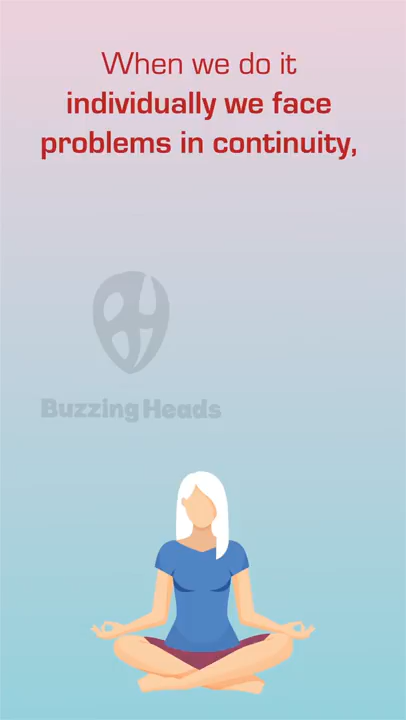 When we do it
individually we face
problems in continuity,
Buzzing Heads